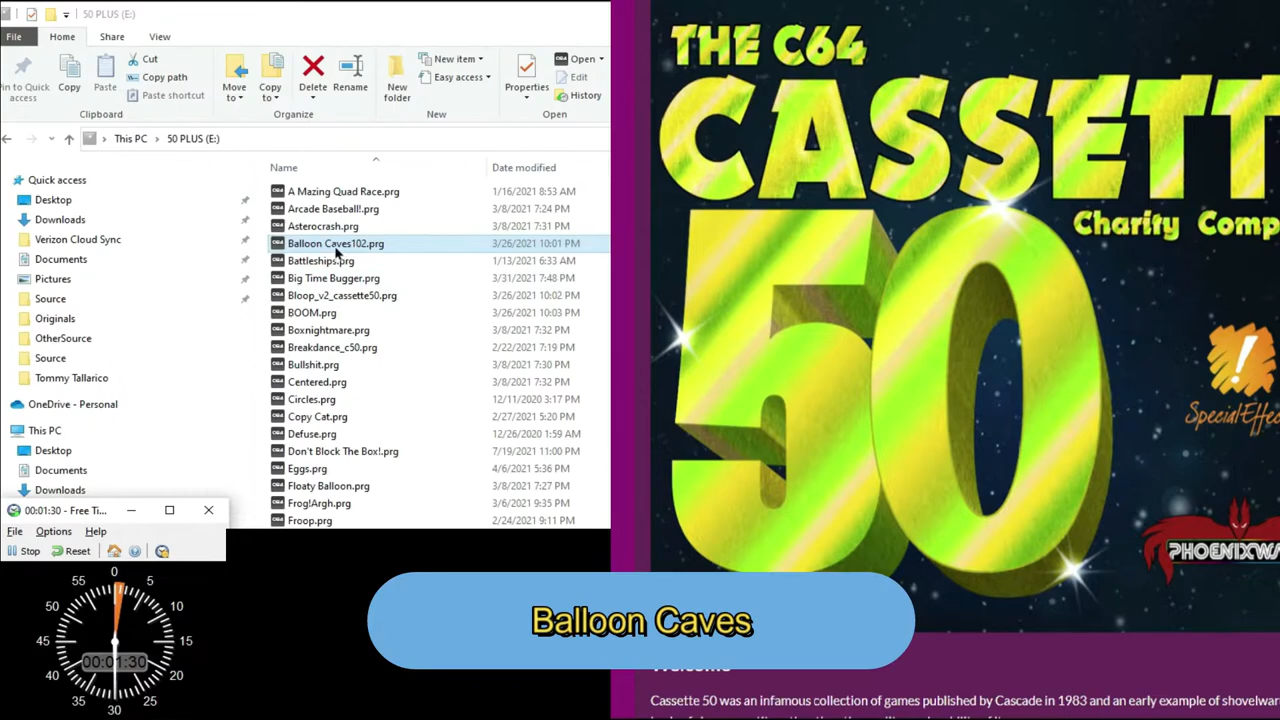 50 PLUS (E:)
File Home Share View
Pin to Quick access
Copy
Paste
Cut
Copy path
Paste shortcut
Clipboard
Move to
Copy to
Delete
Rename
Organize
New folder
New item
Easy access
New
Properties
Open
Edit
History
Open
This PC > 50 PLUS (E:)
Quick access
Desktop
Downloads
Verizon Cloud Sync
Documents
Pictures
Source
Originals
OtherSource
Source
Tommy Tallarico
OneDrive - Personal
This PC
Desktop
Documents
Downloads
Name Date modified
A Mazing Quad Race.prg 1/16/2021 8:53 AM
Arcade Baseball!.prg 3/8/2021 7:24 PM
Asterocrash.prg 3/8/2021 7:31 PM
Balloon Caves102.prg 3/26/2021 10:01 PM
Battleships.prg 1/13/2021 6:33 AM
Big Time Bugger.prg 3/31/2021 7:48 PM
Bloop_v2_cassette50.prg 3/26/2021 10:02 PM
BOOM.prg 3/26/2021 10:03 PM
Boxnightmare.prg 3/8/2021 7:32 PM
Breakdance_c50.prg 2/22/2021 7:19 PM
Bullshit.prg 3/8/2021 7:30 PM
Centered.prg 3/8/2021 7:32 PM
Circles.prg 12/11/2020 3:17 PM
Copy Cat.prg 2/27/2021 5:20 PM
Defuse.prg 12/26/2020 1:59 AM
Don't Block The Box!.prg 7/19/2021 11:00 PM
Eggs.prg 4/6/2021 5:36 PM
Floaty Balloon.prg 3/8/2021 7:27 PM
Frog!Argh.prg 3/6/2021 9:35 PM
Froop.prg 2/24/2021 9:11 PM
00:01:30 - Free Ti...
File Options Help
Stop Reset
0
5
10
15
20
25
30
35
40
45
50
55
00:01:30
THE C64
CASSETT
50
Charity Comp
SpecialEffec
PHOENIXWA
Balloon Caves
Welcome
Cassette 50 was an infamous collection of games published by Cascade in 1983 and an early example of shovelwa